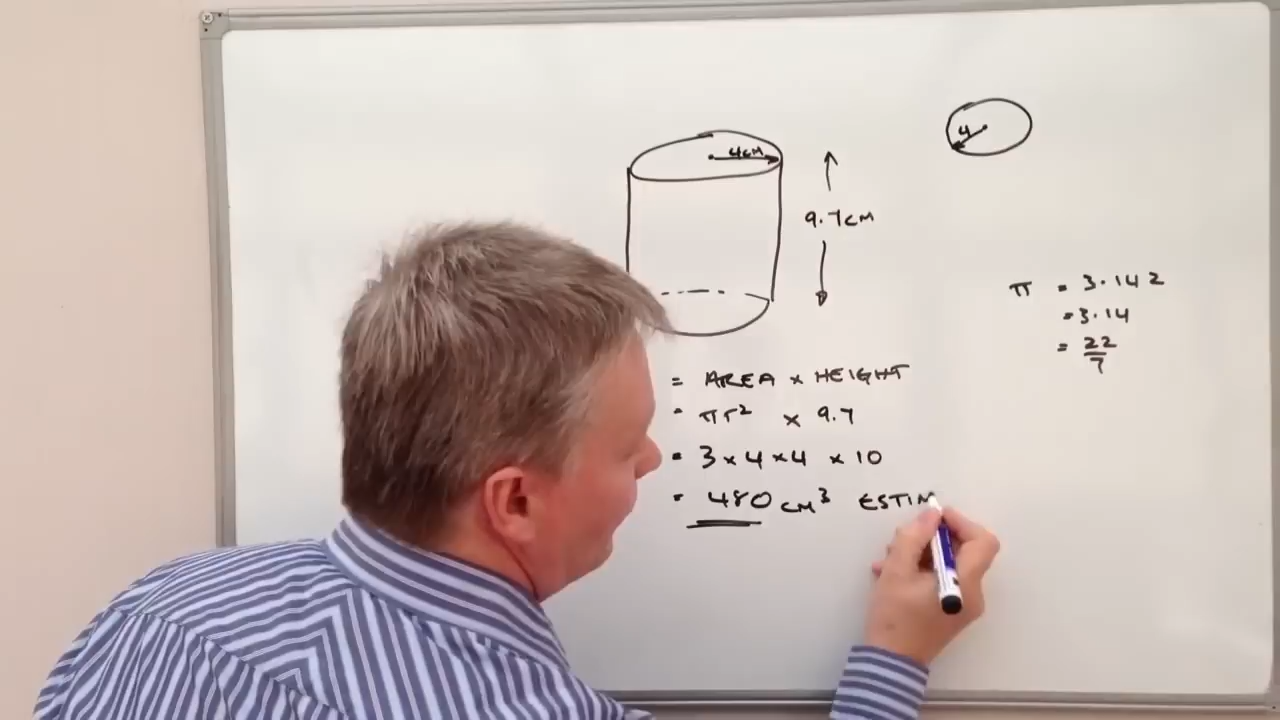 4
4cm
9.7cm
π = 3.142
= 3.14
= 22/7
= AREA × HEIGHT
= πr² × 9.7
= 3 × 4 × 4 × 10
= 480 cm³ ESTIM